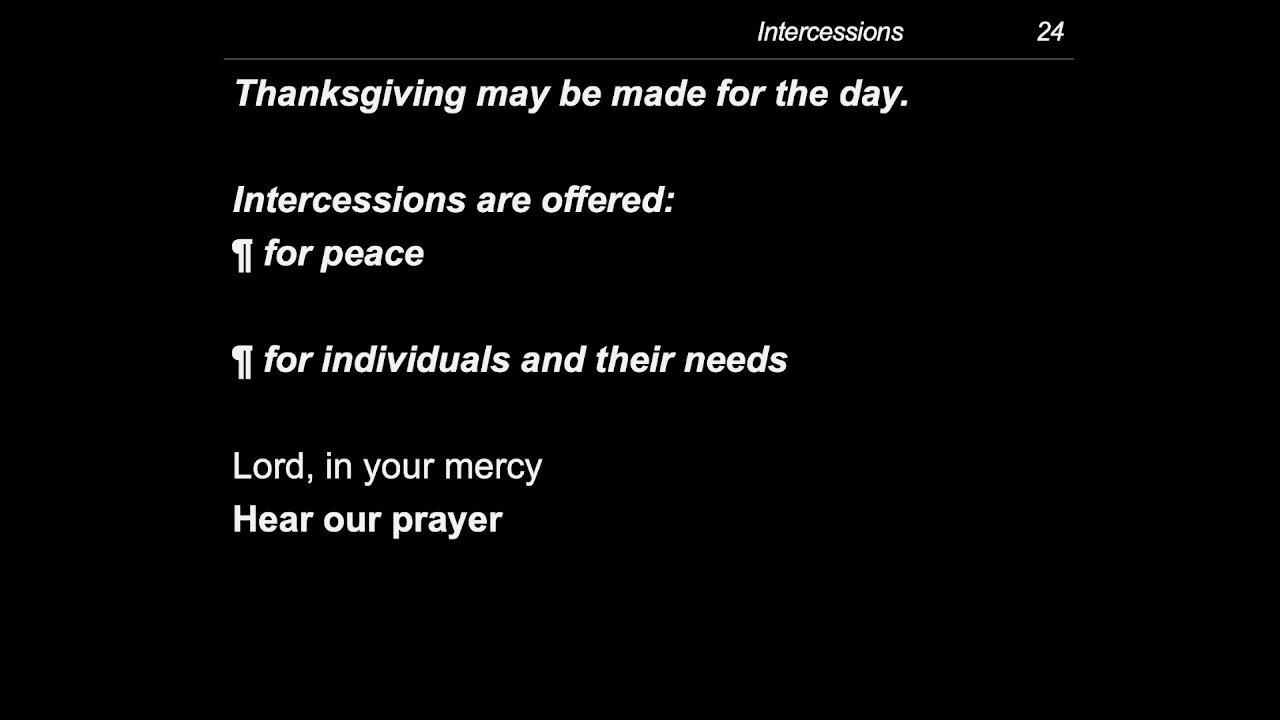 Intercessions 24
Thanksgiving may be made for the day.
Intercessions are offered:
¶ for peace
¶ for individuals and their needs
Lord, in your mercy
Hear our prayer